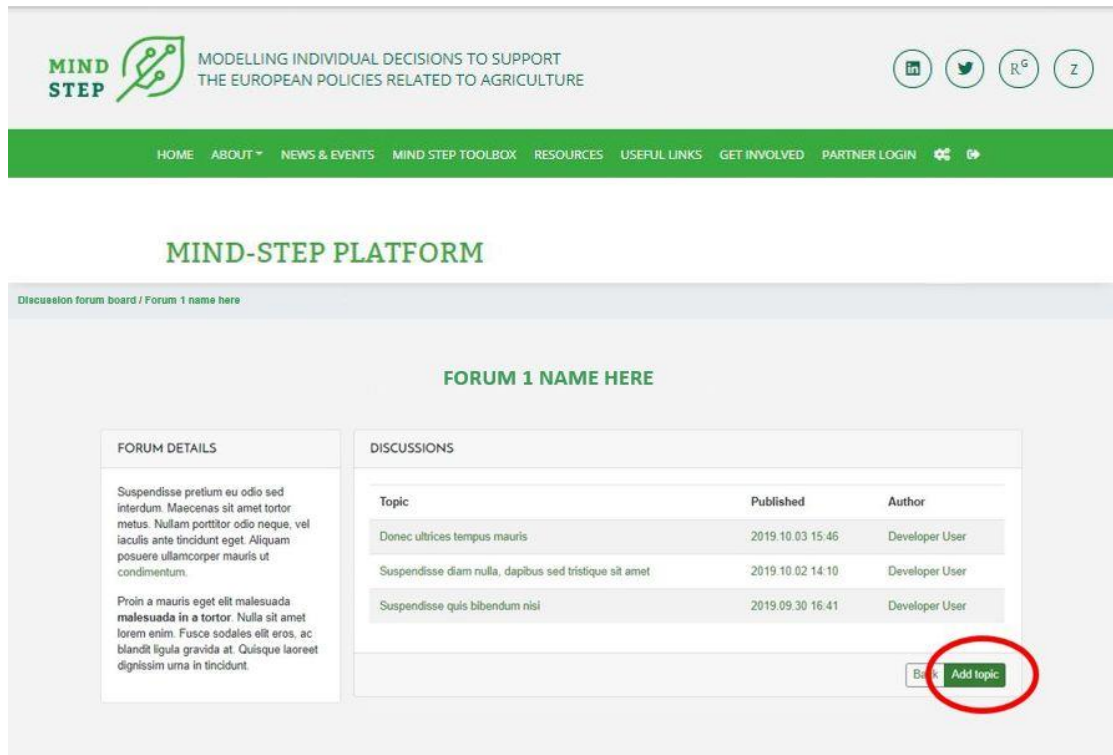 MIND
STEP
MODELLING INDIVIDUAL DECISIONS TO SUPPORT
THE EUROPEAN POLICIES RELATED TO AGRICULTURE
in
R^G
Z
HOME ABOUT NEWS & EVENTS MIND STEP TOOLBOX RESOURCES USEFUL LINKS GET INVOLVED PARTNER LOGIN
MIND-STEP PLATFORM
Discussion forum board / Forum 1 name here
FORUM 1 NAME HERE
FORUM DETAILS
Suspendisse pretium eu odio sed
interdum. Maecenas sit amet tortor
metus. Nullam porttitor odio neque, vel
iaculis ante tincidunt eget. Aliquam
posuere ullamcorper mauris ut
condimentum.
Proin a mauris eget elit malesuada
malesuada in a tortor. Nulla sit amet
lorem enim. Fusce sodales elit eros, ac
blandit ligula gravida at. Quisque laoreet
dignissim urna in tincidunt.
DISCUSSIONS
Topic Published Author
Donec ultrices tempus mauris 2019.10.03 15:46 Developer User
Suspendisse diam nulla, dapibus sed tristique sit amet 2019.10.02 14:10 Developer User
Suspendisse quis bibendum nisi 2019.09.30 16:41 Developer User
Back Add topic